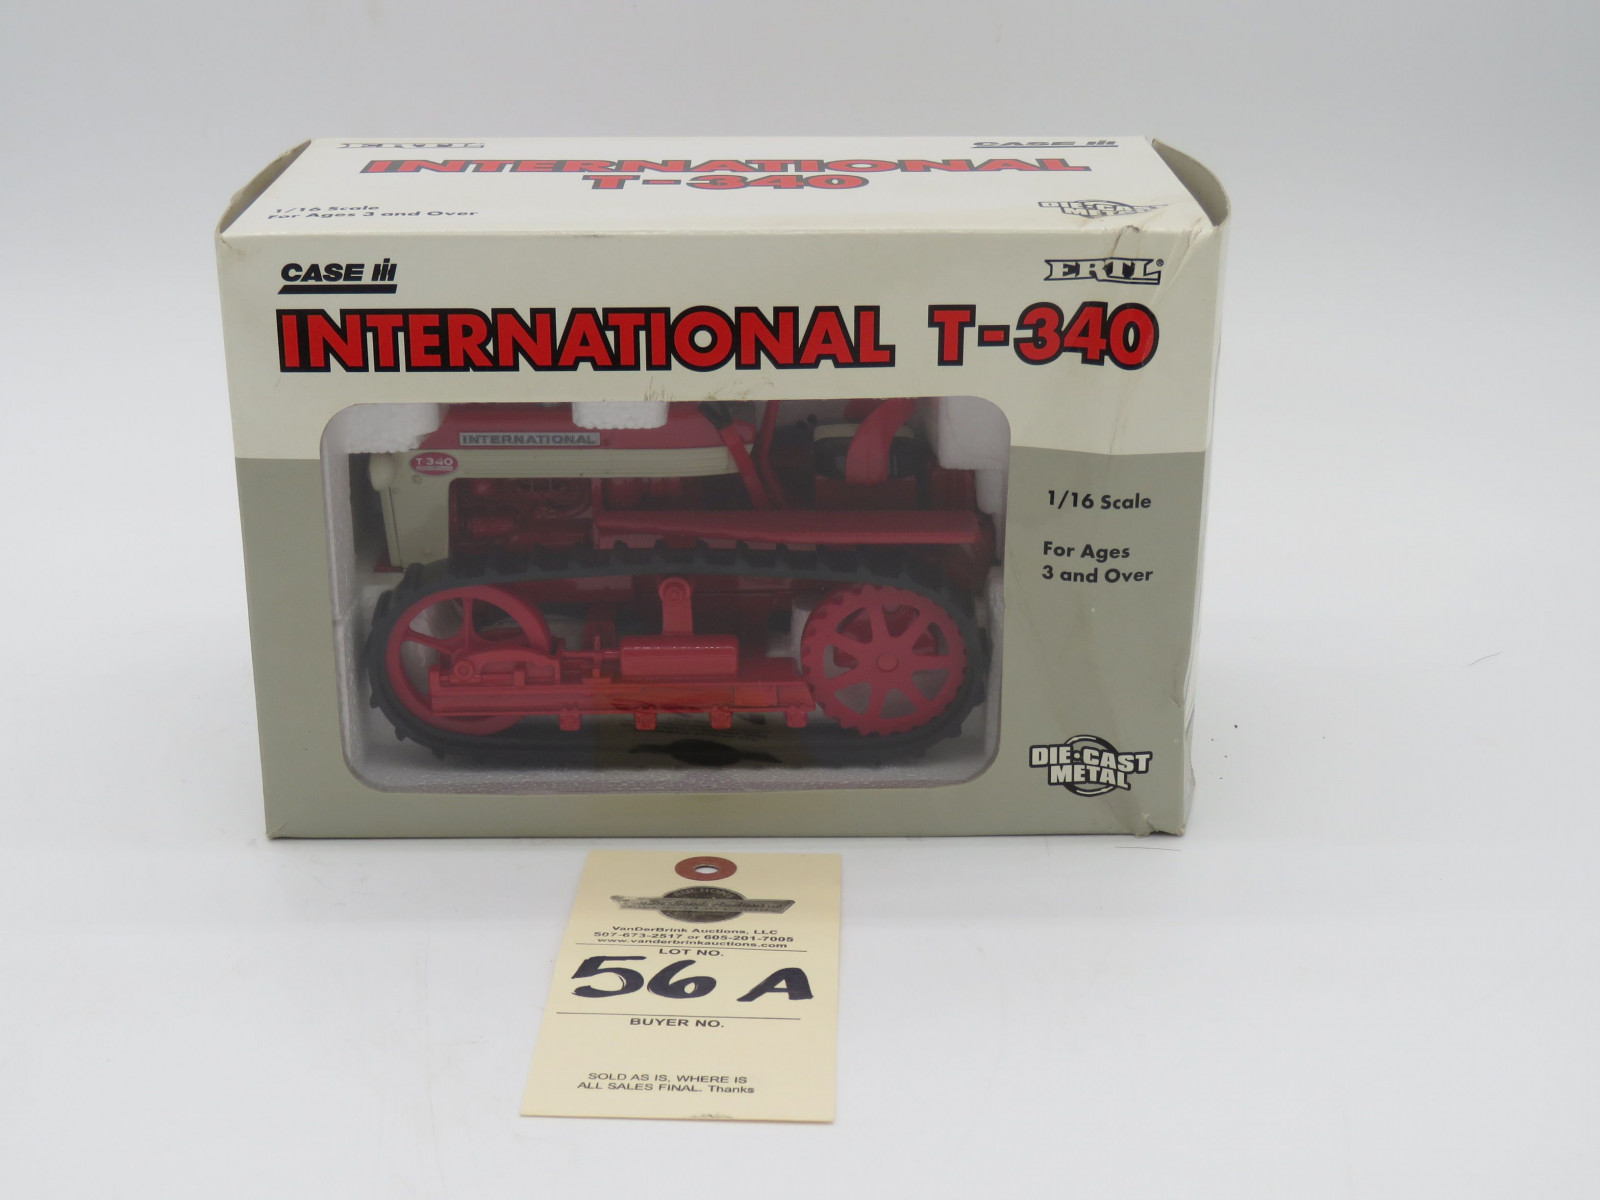 ERTL
CASE IH
INTERNATIONAL
T-340
1/16 Scale
For Ages 3 and Over
DIE·CAST
METAL
CASE IH
ERTL®
INTERNATIONAL T-340
INTERNATIONAL
T-340
1/16 Scale
For Ages
3 and Over
DIE·CAST
METAL
VanDerBrink Auctions, LLC
507-673-2517 or 605-201-7005
www.vanderbrinkauctions.com
LOT NO.
56 A
BUYER NO.
SOLD AS IS, WHERE IS
ALL SALES FINAL. Thanks